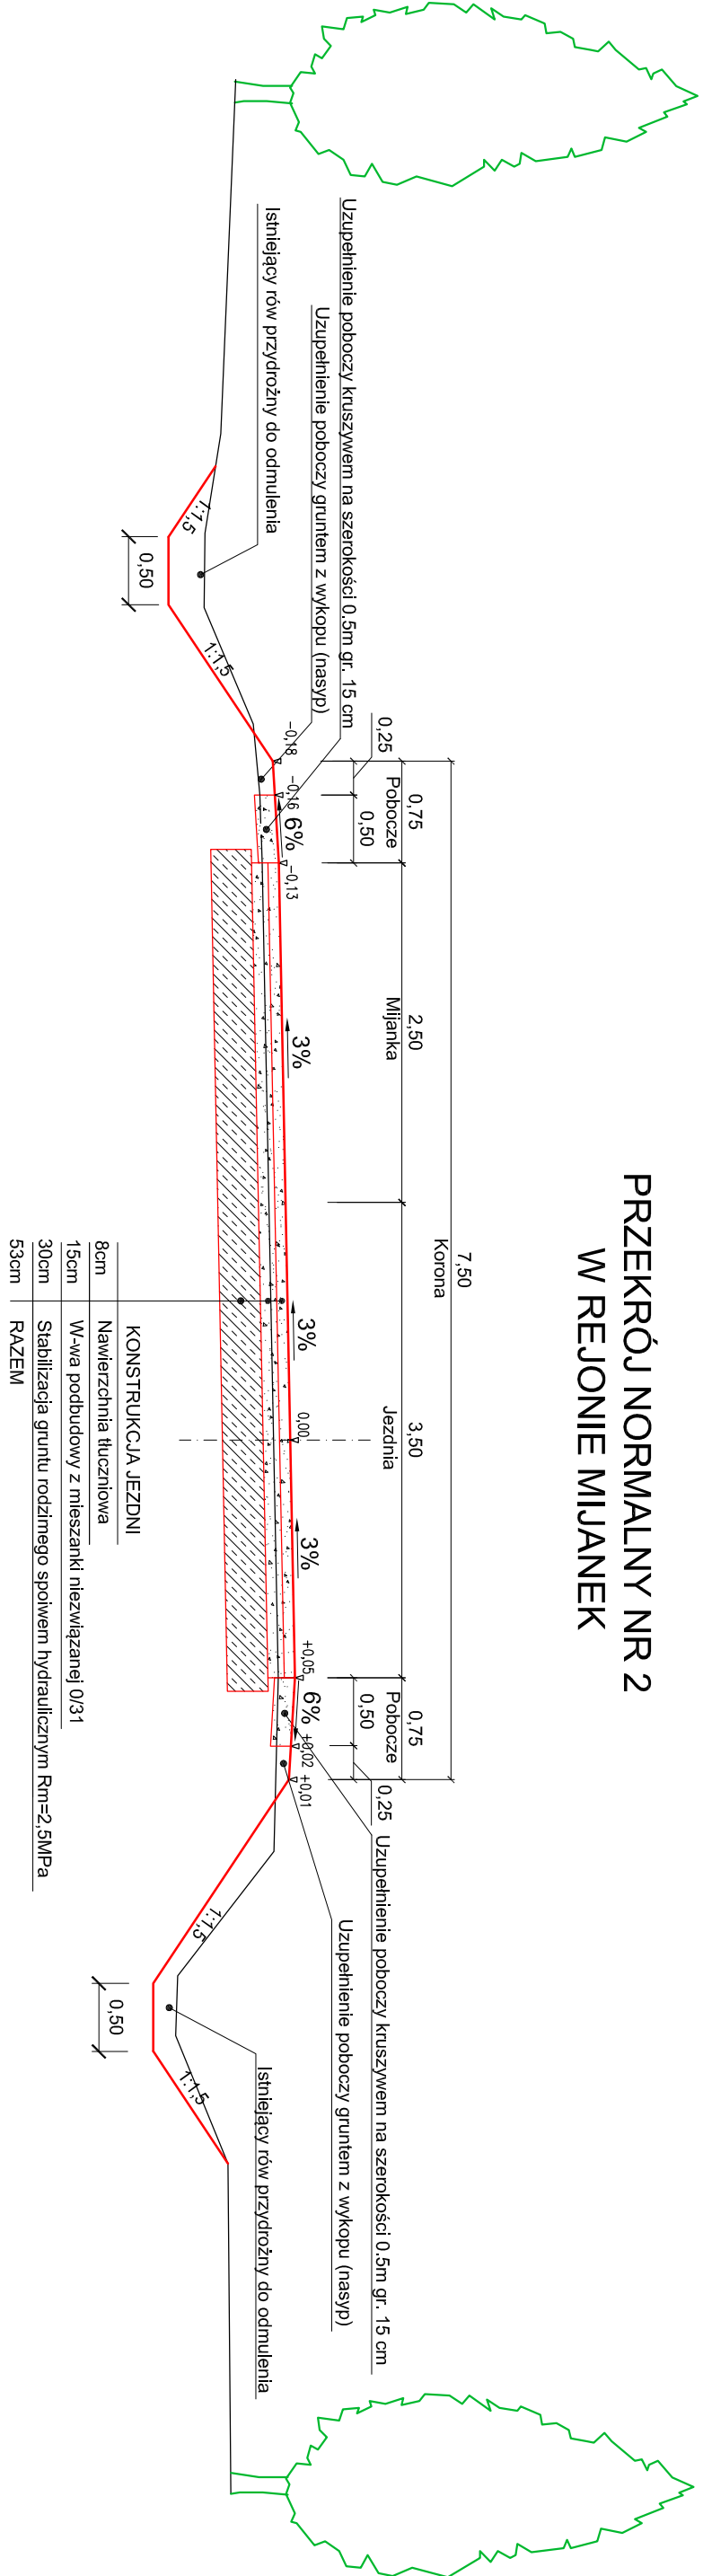 PRZEKRÓJ NORMALNY NR 2
W REJONIE MIJANEK
7,50
Korona
0,75
Pobocze
2,50
Mijanka
3,50
Jezdnia
0,75
Pobocze
0,25
0,50
0,50
0,25
Uzupełnienie poboczy kruszywem na szerokości 0.5m gr. 15 cm
Uzupełnienie poboczy gruntem z wykopu (nasyp)
Istniejący rów przydrożny do odmulenia
Uzupełnienie poboczy kruszywem na szerokości 0.5m gr. 15 cm
Uzupełnienie poboczy gruntem z wykopu (nasyp)
Istniejący rów przydrożny do odmulenia
-0,18
-0,16
6%
-0,13
3%
3%
0,00
3%
+0,05
6%
+0,02
+0,01
1:1,5
0,50
1:1,5
1:1,5
0,50
1:1,5
KONSTRUKCJA JEZDNI
8cm Nawierzchnia tłuczniowa
15cm W-wa podbudowy z mieszanki niezwiązanej 0/31
30cm Stabilizacja gruntu rodzimego spoiwem hydraulicznym Rm=2,5MPa
53cm RAZEM